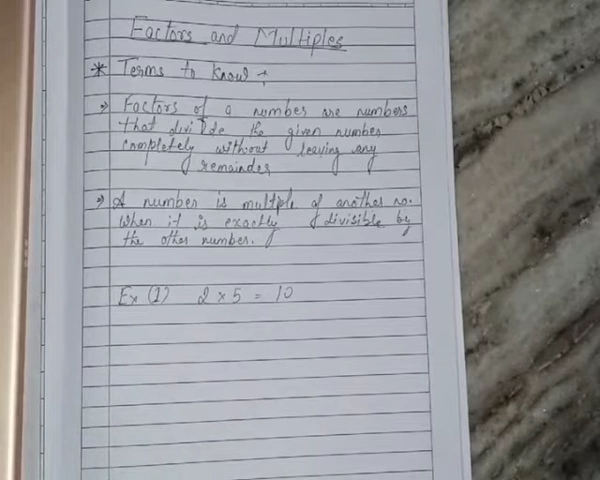 Factors and Multiples
* Terms to know :
→ Factors of a number are numbers
that divide the given number
completely without leaving any
remainder
→ A number is multiple of another no.
when it is exactly divisible by
the other number.
Ex (1) 2 × 5 = 10